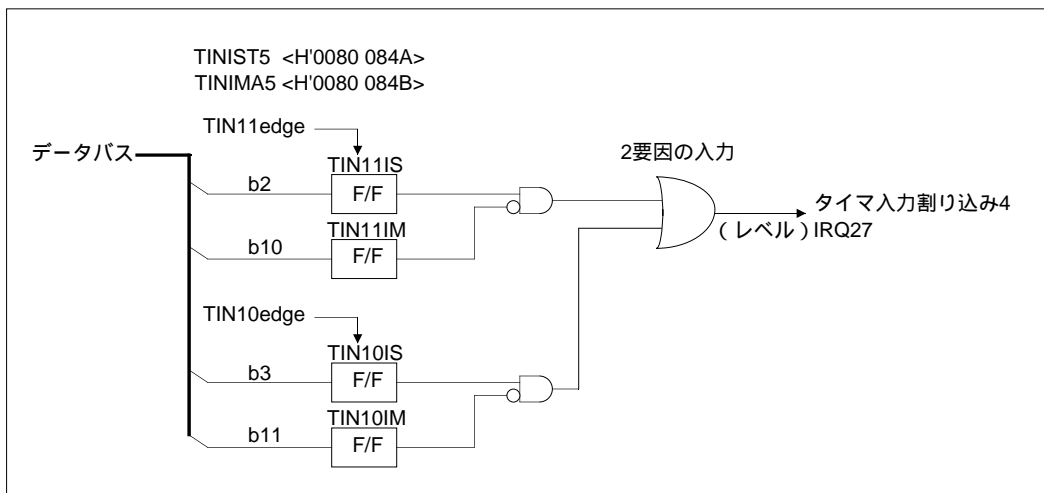 TINIST5 <H'0080 084A>
TINIMA5 <H'0080 084B>
TIN11edge
データバス
TIN11IS
2要因の入力
b2
F/F
タイマ入力割り込み4
(レベル)IRQ27
TIN11IM
b10
F/F
TIN10edge
TIN10IS
b3
F/F
TIN10IM
b11
F/F